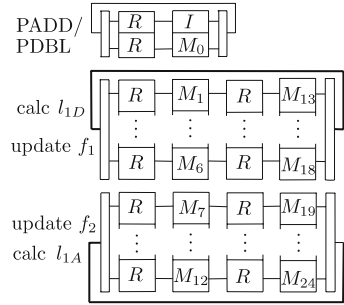 PADD/ R I
PDBL R M₀
calc l₁D R M₁ R M₁₃
update f₁ R M₆ R M₁₈
update f₂ R M₇ R M₁₉
calc l₁A R M₁₂ R M₂₄